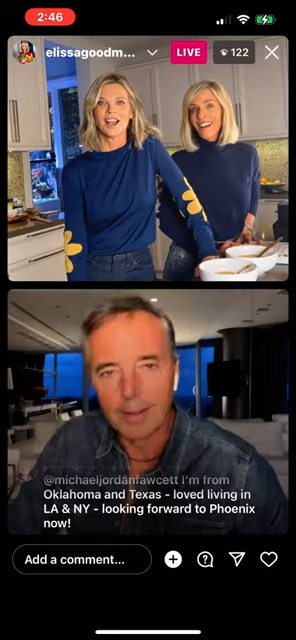 2:46
elissagoodm...
LIVE
122
@michaeljordanfawcett I'm from
Oklahoma and Texas - loved living in
LA & NY - looking forward to Phoenix
now!
Add a comment...